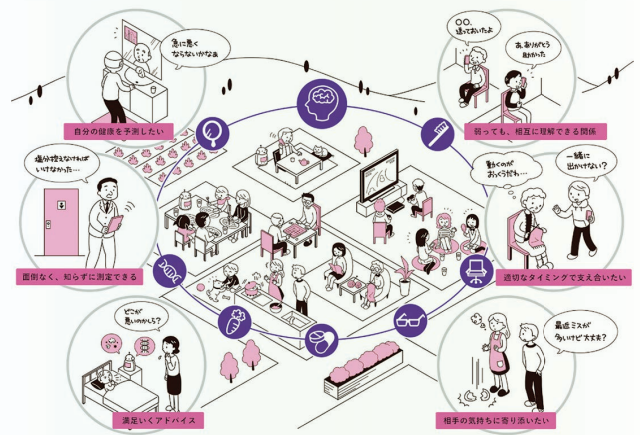 急に悪く
ならないかなぁ
自分の健康を予測したい
〇〇.
送っておいたよ
あ、ありがとう
助かった
弱っても、相互に理解できる関係
塩分控えなければ
いけなかった…
面倒なく、知らずに測定できる
動くのが
おっくうだわ…
一緒に
出かけない?
適切なタイミングで支え合いたい
どこが
悪いのかしら?
満足いくアドバイス
最近ミスが
多いけど大丈夫?
相手の気持ちに寄り添いたい